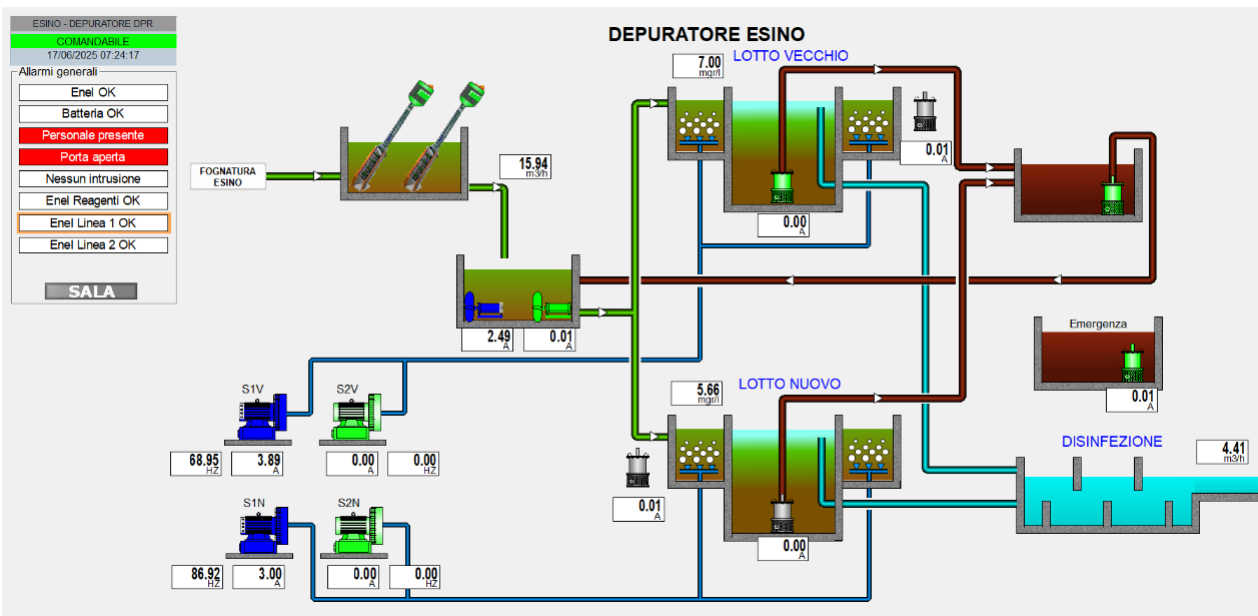 ESINO - DEPURATORE DPR
COMANDABILE
17/06/2025 07:24:17
Allarmi generali
Enel OK
Batteria OK
Personale presente
Porta aperta
Nessun intrusione
Enel Reagenti OK
Enel Linea 1 OK
Enel Linea 2 OK
SALA
DEPURATORE ESINO
LOTTO VECCHIO
7.00
mgr/l
0.01
A
0.00
A
FOGNATURA
ESINO
15.94
m3/h
2.49
A
0.01
A
Emergenza
0.01
A
LOTTO NUOVO
5.66
mgr/l
0.01
A
0.00
A
DISINFEZIONE
4.41
m3/h
S1V
S2V
68.95
HZ
3.89
A
0.00
A
0.00
HZ
S1N
S2N
86.92
HZ
3.00
A
0.00
A
0.00
HZ